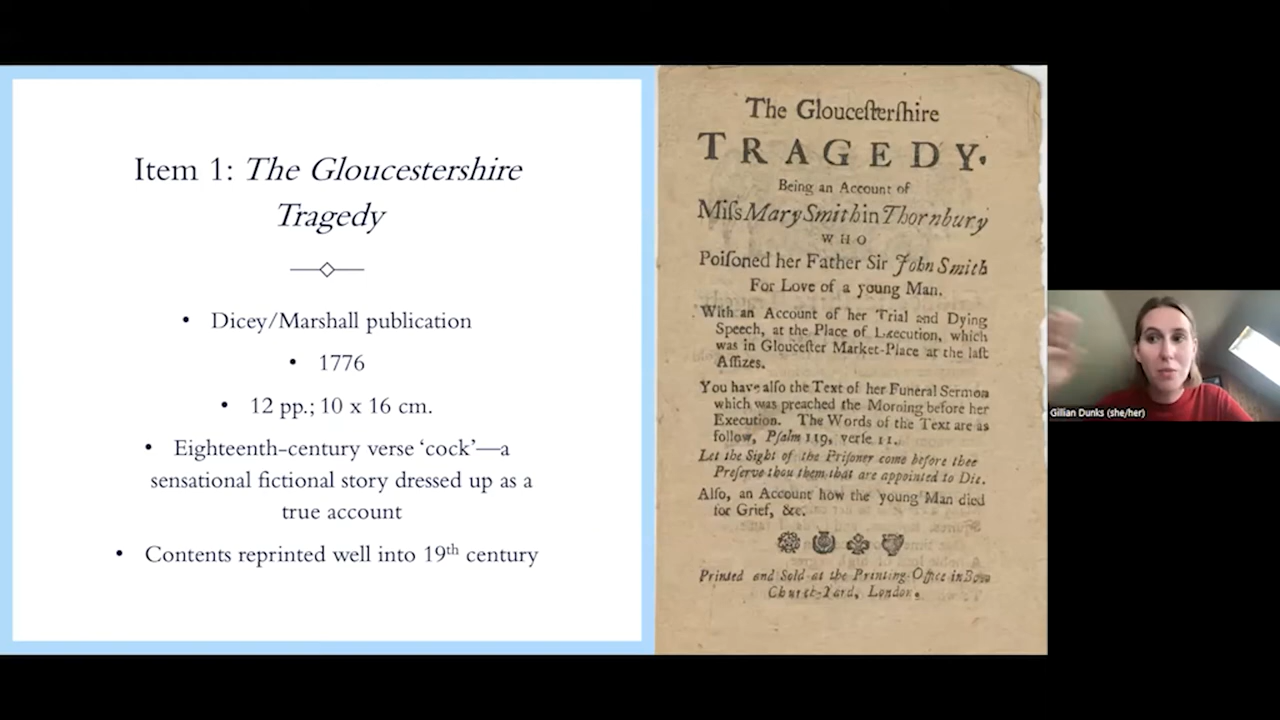 Item 1: The Gloucestershire
Tragedy
• Dicey/Marshall publication
• 1776
• 12 pp.; 10 x 16 cm.
• Eighteenth-century verse ‘cock’—a
sensational fictional story dressed up as a
true account
• Contents reprinted well into 19th century
The Glouceſterſhire
TRAGEDY.
Being an Account of
Miſs Mary Smith in Thornbury
WHO
Poiſoned her Father Sir John Smith
For Love of a young Man.
With an Account of her Trial and Dying
Speech, at the Place of Execution, which
was in Glouceſter Market-Place at the laſt
Aſſizes.
You have alſo the Text of her Funeral Sermon
which was preached the Morning before her
Execution. The Words of the Text are as
follow, Pſalm 119, verſe 11.
Let the Sight of the Priſoner come before thee
Preſerve thou them that are appointed to Die.
Alſo, an Account how the young Man died
for Grief, &c.
Printed and Sold at the Printing-Office in Bow
Church-Yard, London.
Gillian Dunks (she/her)